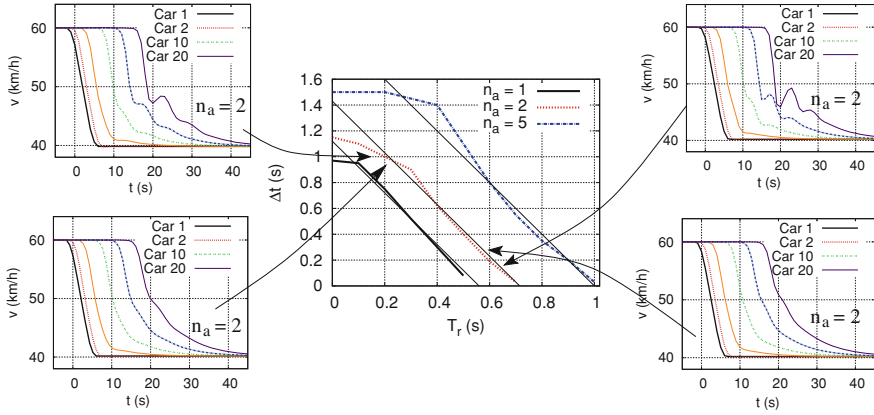 Car 1
Car 2
Car 10
Car 20
n_a = 2
v (km/h)
60
50
40
0 10 20 30 40
t (s)
Car 1
Car 2
Car 10
Car 20
n_a = 2
v (km/h)
60
50
40
0 10 20 30 40
t (s)
n_a = 1
n_a = 2
n_a = 5
Δt (s)
1.6
1.4
1.2
1
0.8
0.6
0.4
0.2
0
0 0.2 0.4 0.6 0.8 1
T_r (s)
Car 1
Car 2
Car 10
Car 20
n_a = 2
v (km/h)
60
50
40
0 10 20 30 40
t (s)
Car 1
Car 2
Car 10
Car 20
n_a = 2
v (km/h)
60
50
40
0 10 20 30 40
t (s)